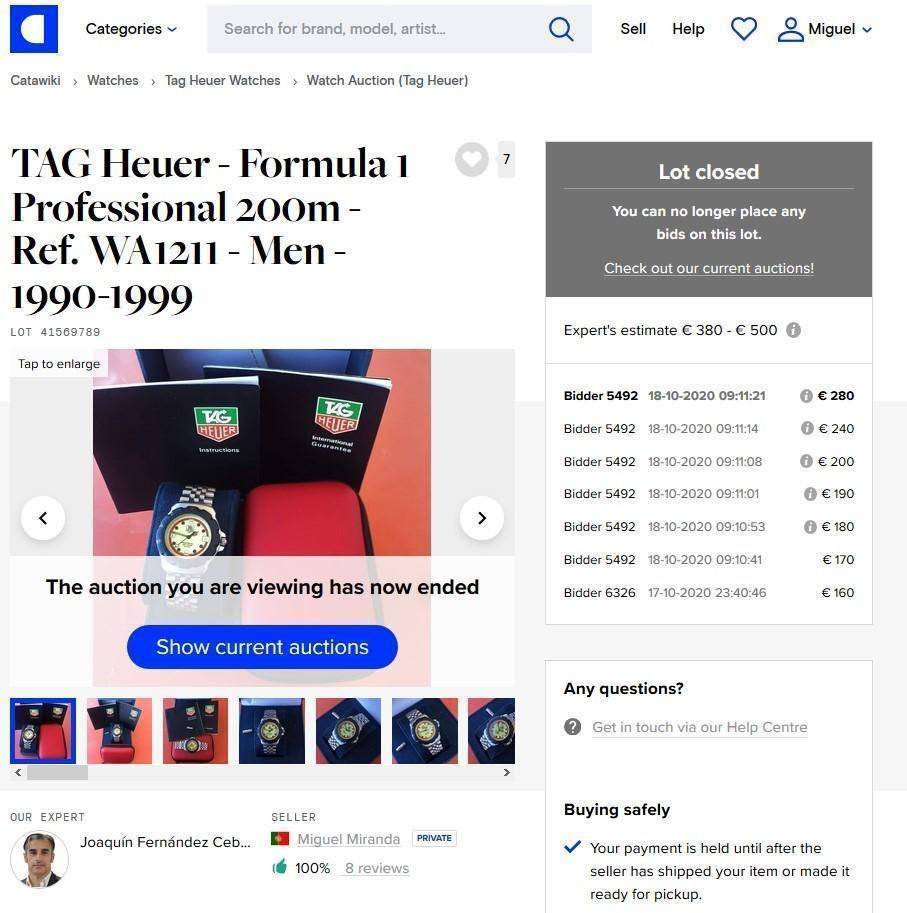 Categories
Search for brand, model, artist...
Sell
Help
Miguel
Catawiki > Watches > Tag Heuer Watches > Watch Auction (Tag Heuer)
TAG Heuer - Formula 1
Professional 200m -
Ref. WA1211 - Men -
1990-1999
7
LOT 41569789
Tap to enlarge
TAG
HEUER
Instructions
TAG
HEUER
International
Guarantee
The auction you are viewing has now ended
Show current auctions
OUR EXPERT
Joaquín Fernández Ceb...
SELLER
Miguel Miranda PRIVATE
100% 8 reviews
Lot closed
You can no longer place any
bids on this lot.
Check out our current auctions!
Expert's estimate € 380 - € 500
Bidder 5492 18-10-2020 09:11:21 € 280
Bidder 5492 18-10-2020 09:11:14 € 240
Bidder 5492 18-10-2020 09:11:08 € 200
Bidder 5492 18-10-2020 09:11:01 € 190
Bidder 5492 18-10-2020 09:10:53 € 180
Bidder 5492 18-10-2020 09:10:41 € 170
Bidder 6326 17-10-2020 23:40:46 € 160
Any questions?
Get in touch via our Help Centre
Buying safely
Your payment is held until after the
seller has shipped your item or made it
ready for pickup.